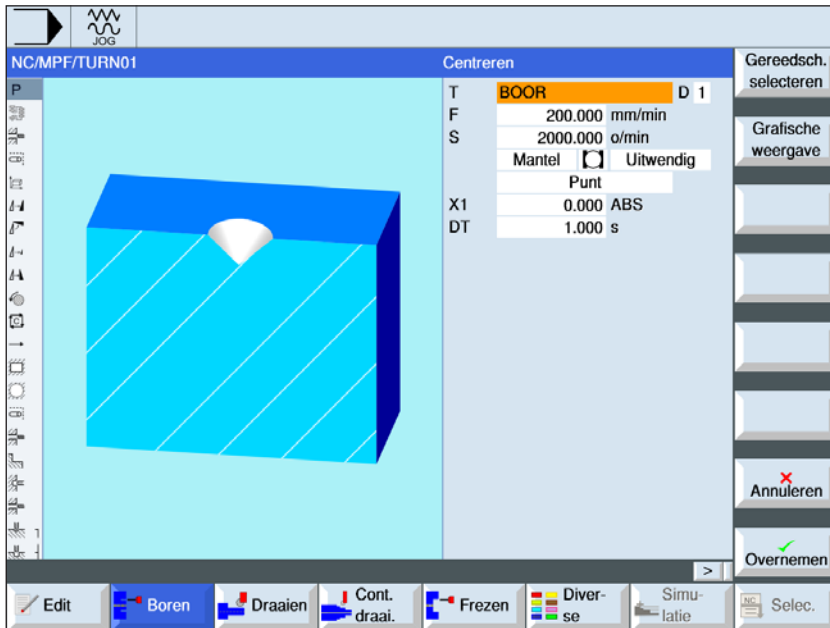 JOG
NC/MPF/TURN01
Centreren
P
T BOOR D 1
F 200.000 mm/min
S 2000.000 o/min
Mantel Uitwendig
Punt
X1 0.000 ABS
DT 1.000 s
Gereedsch.
selecteren
Grafische
weergave
Annuleren
Overnemen
>
Edit
Boren
Draaien
Cont.
draai.
Frezen
Diver-
se
Simu-
latie
NC
Selec.